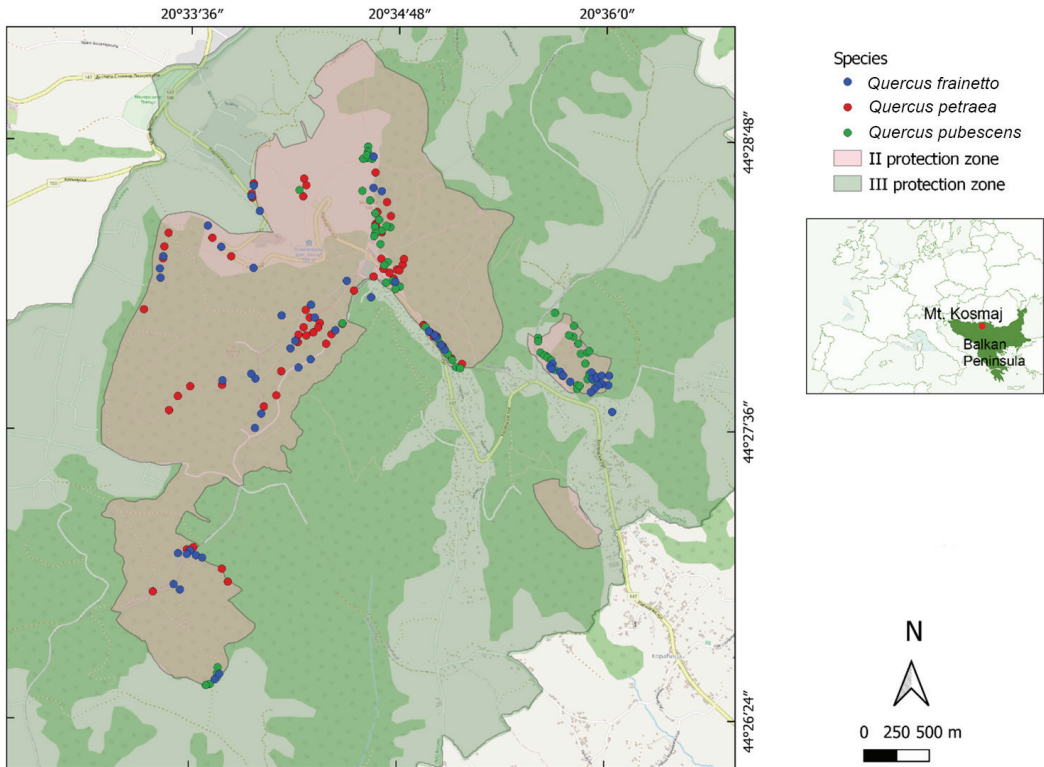 20°33′36″
20°34′48″
20°36′0″
44°28′48″
44°27′36″
44°26′24″
147
147
Species
Quercus frainetto
Quercus petraea
Quercus pubescens
II protection zone
III protection zone
Mt. Kosmaj
Balkan
Peninsula
N
0 250 500 m